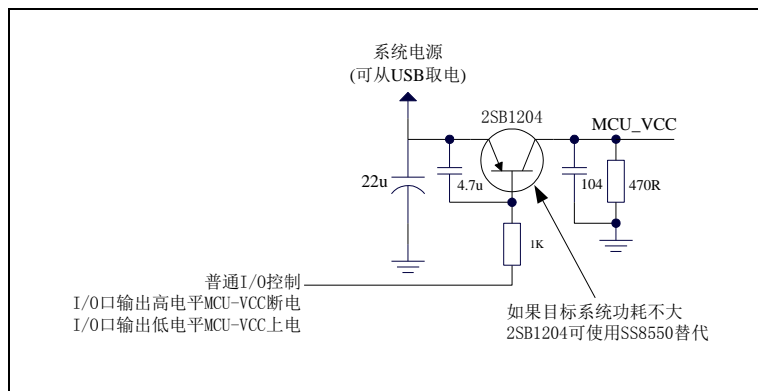 系统电源
(可从USB取电)
2SB1204
MCU_VCC
22u
4.7u
104
470R
1K
普通I/O控制
I/O口输出高电平MCU-VCC断电
I/O口输出低电平MCU-VCC上电
如果目标系统功耗不大
2SB1204可使用SS8550替代